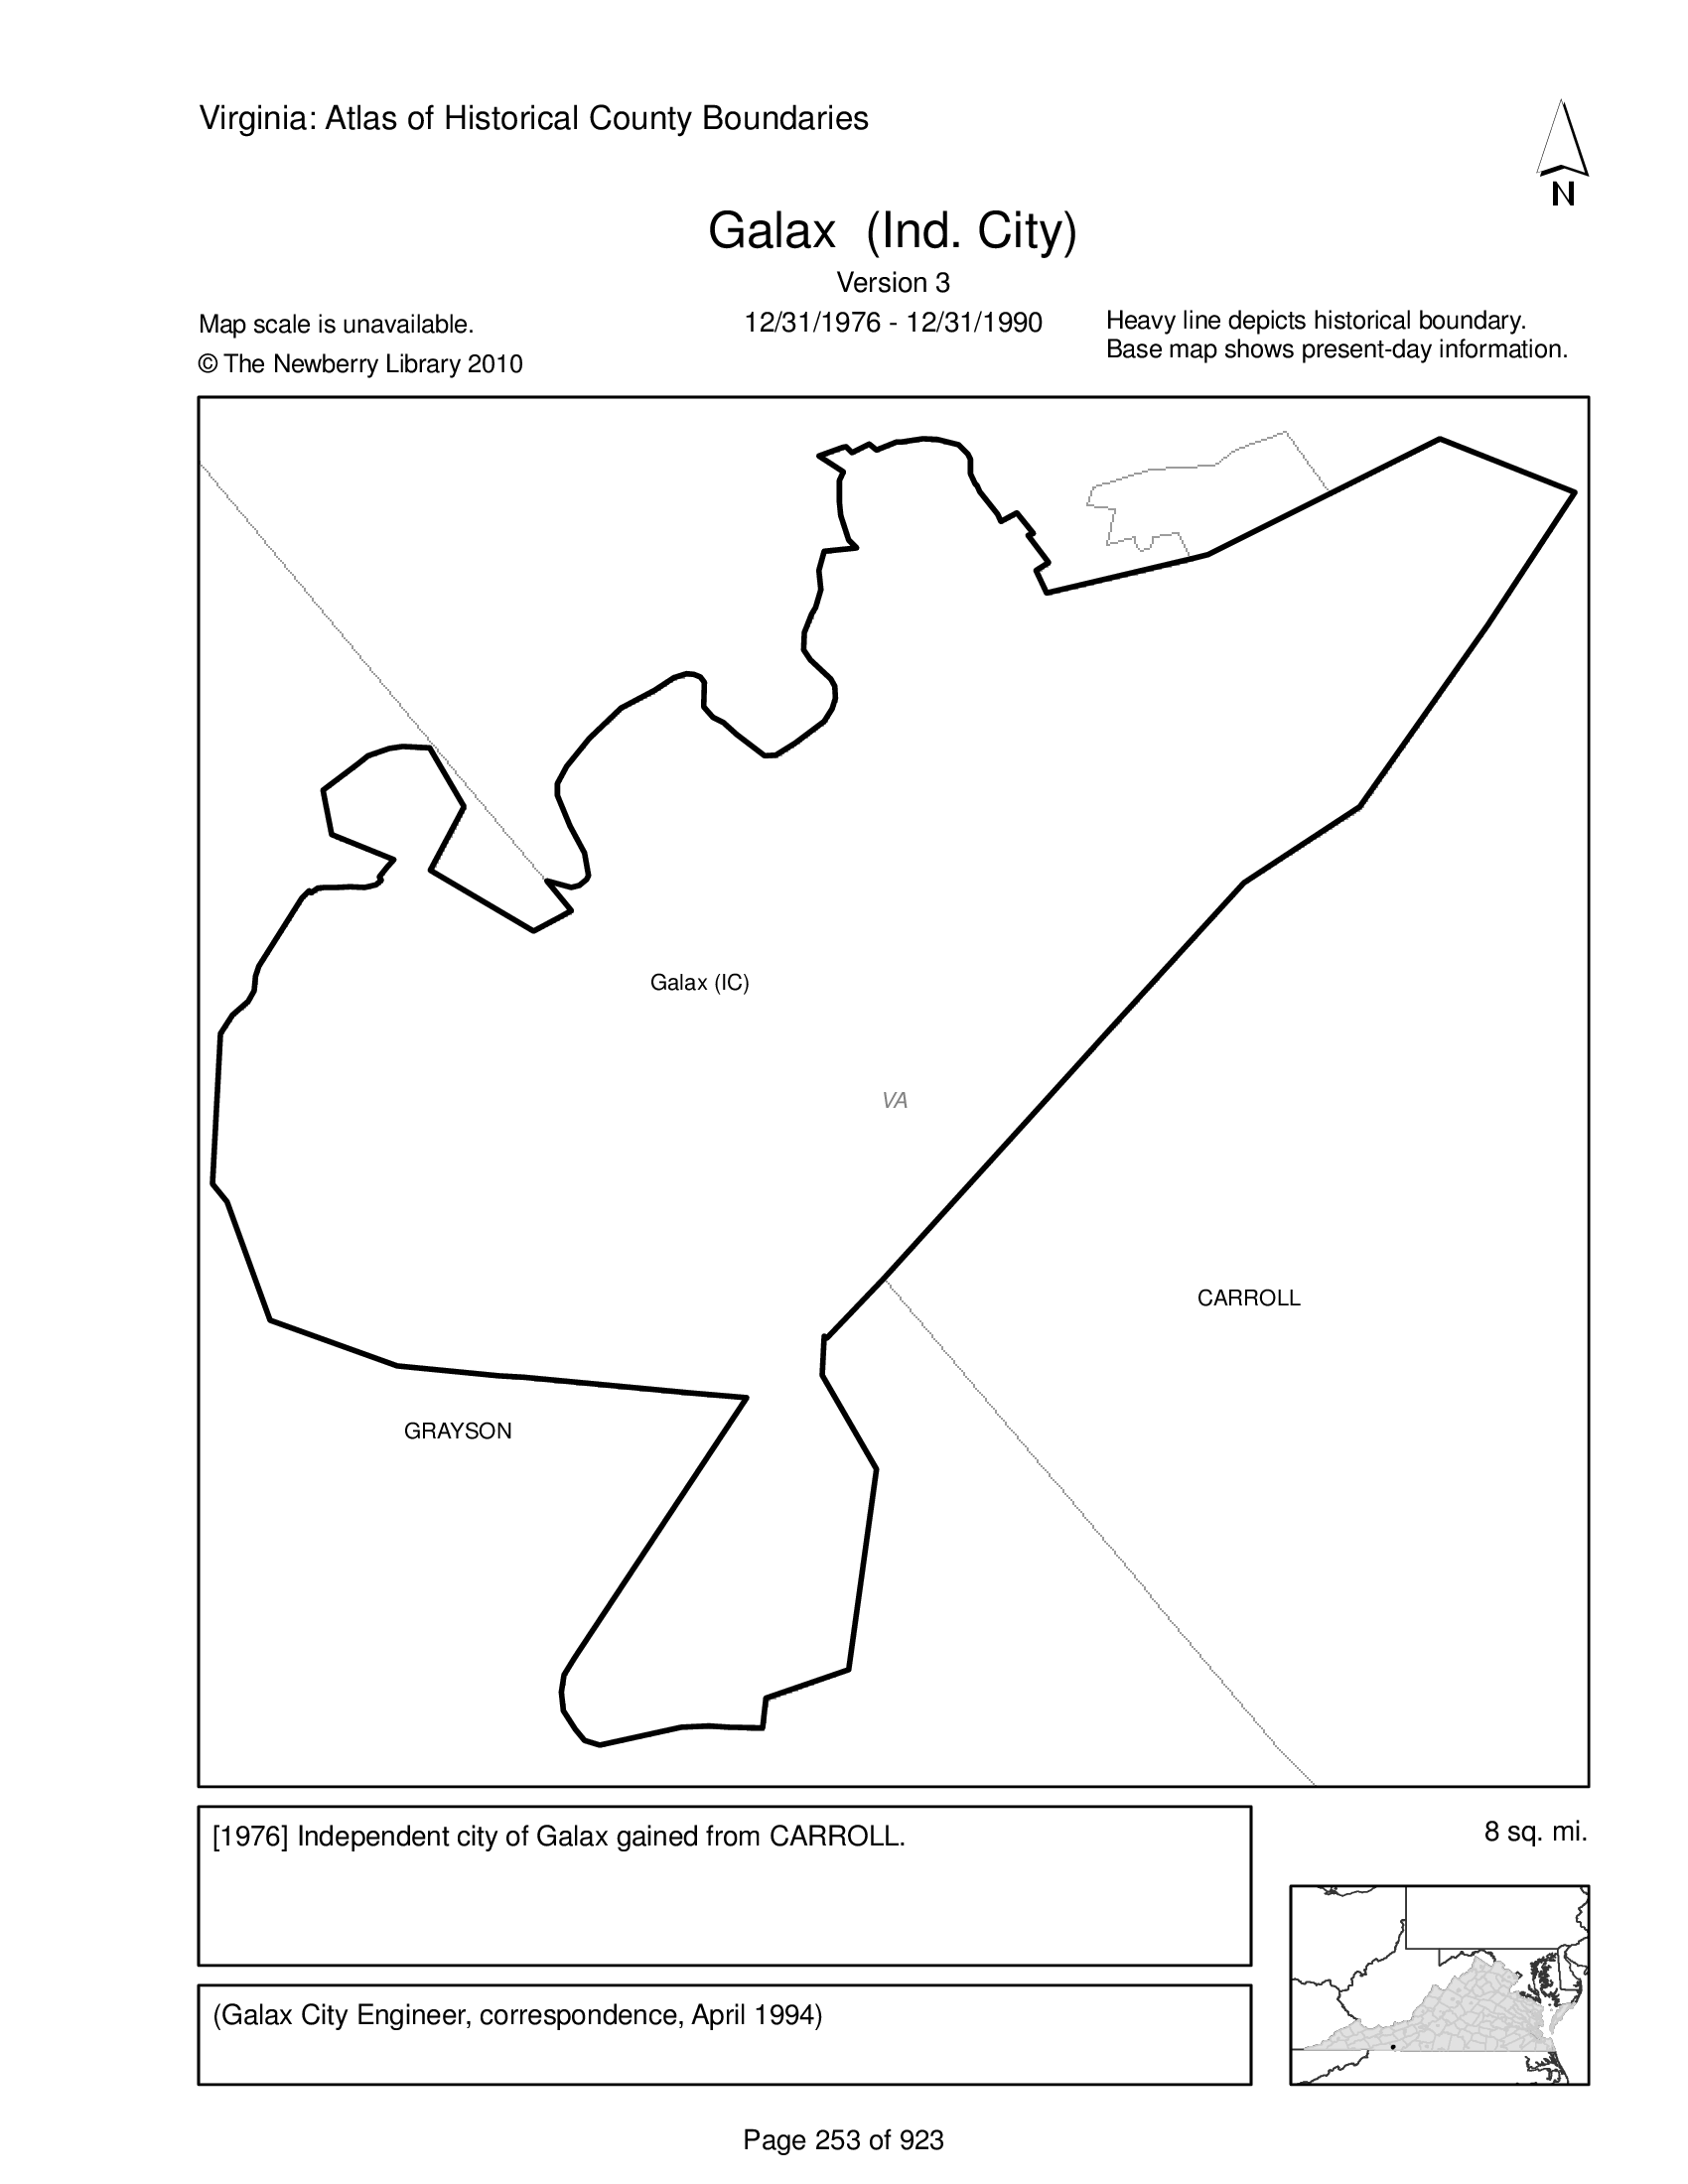 Virginia: Atlas of Historical County Boundaries
N
Galax (Ind. City)
Version 3
Map scale is unavailable.
12/31/1976 - 12/31/1990
Heavy line depicts historical boundary.
© The Newberry Library 2010
Base map shows present-day information.
Galax (IC)
VA
CARROLL
GRAYSON
[1976] Independent city of Galax gained from CARROLL.
8 sq. mi.
(Galax City Engineer, correspondence, April 1994)
Page 253 of 923